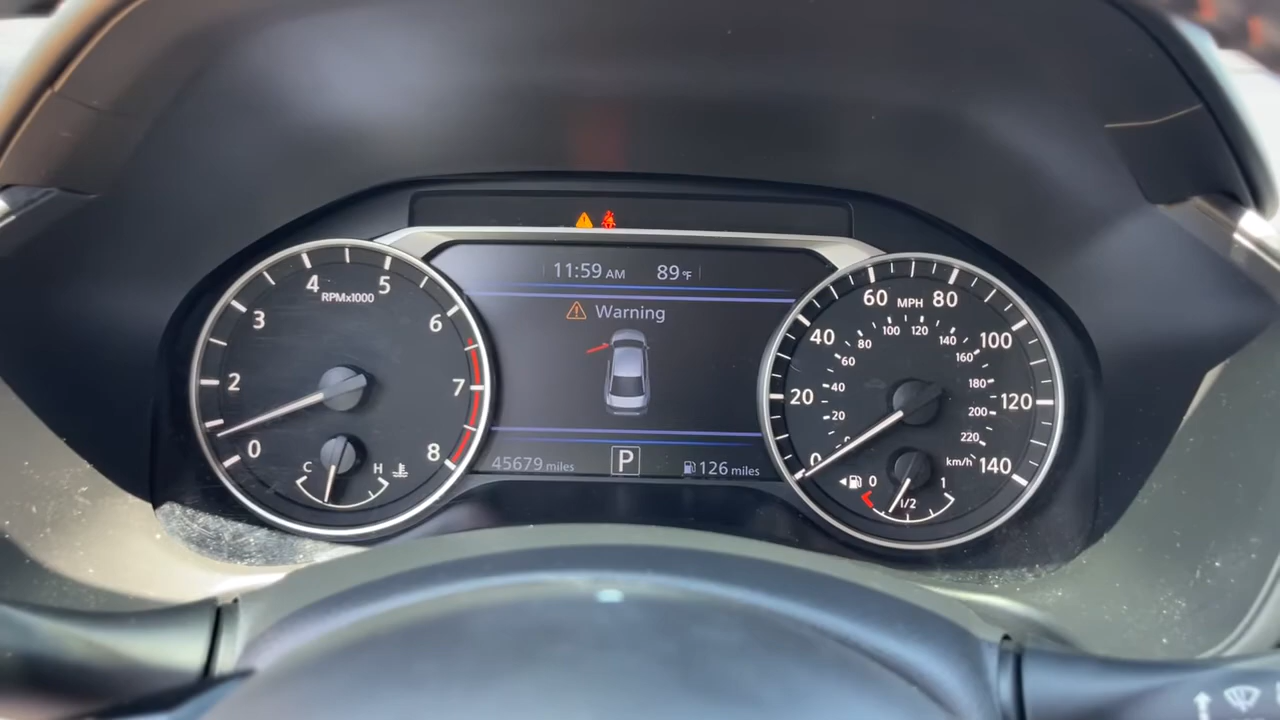 11:59 AM 89°F
Warning
45679 miles P 126 miles
0 2 3 4 5 6 7 8
RPMx1000
C H
0 20 40 60 80 100 120 140
MPH
20 40 60 80 100 120 140 160 180 200 220
km/h
0 1/2 1